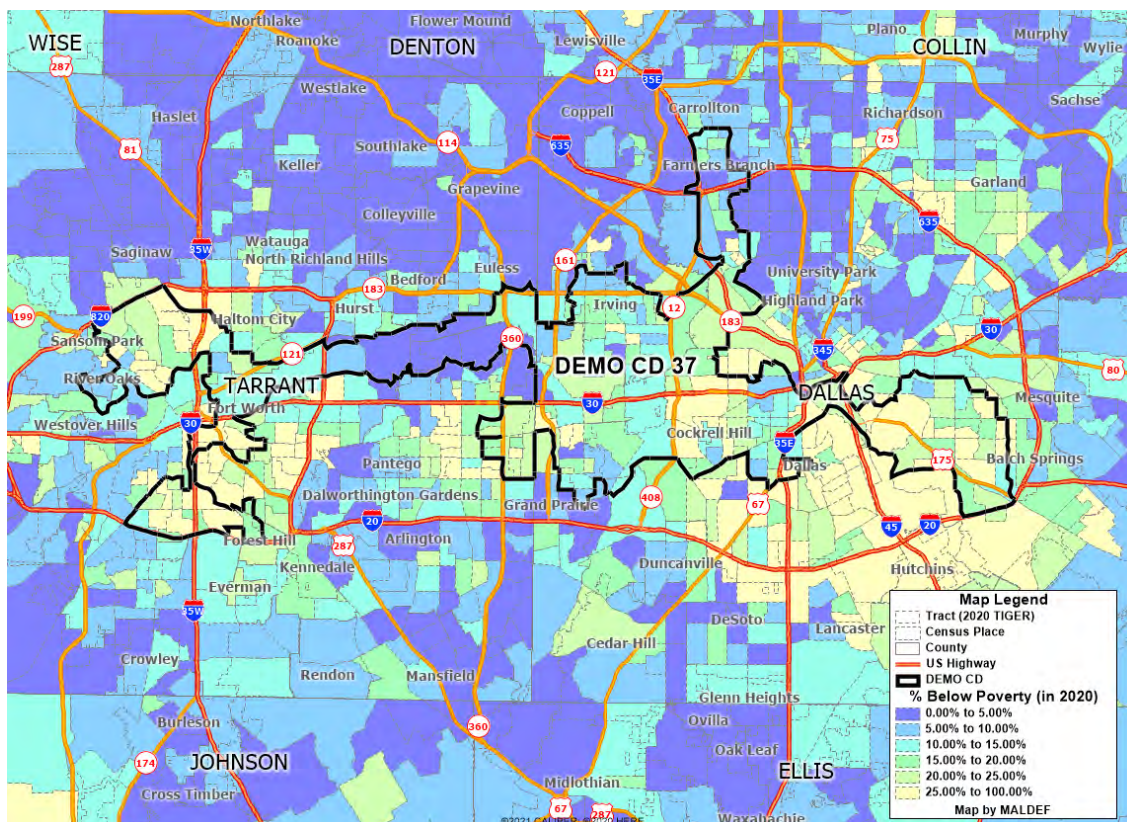 Northlake
Flower Mound
WISE
Roanoke
DENTON
Lewisville
Plano
COLLIN
Murphy
Wylie
287
121
35E
Westlake
Coppell
Carrollton
Richardson
Sachse
Haslet
81
Southlake
114
635
75
Keller
Farmers Branch
Grapevine
Garland
Colleyville
635
Saginaw
35W
Watauga
North Richland Hills
Euless
161
University Park
Bedford
183
Hurst
Irving
12
Highland Park
199
820
Halton City
Sansom Park
360
183
30
121
345
River Oaks
TARRANT
DEMO CD 37
80
Fort Worth
30
DALLAS
Mesquite
Westover Hills
30
Cockrell Hill
35E
Pantego
Dallas
175
Balch Springs
Dalworthington Gardens
Grand Prairie
408
67
20
45
20
Forest Hill
287
Arlington
Kennedale
Duncanville
Hutchins
Everman
35W
DeSoto
Lancaster
Cedar Hill
Crowley
Rendon
Mansfield
Glenn Heights
Burleson
360
Ovilla
Oak Leaf
JOHNSON
174
ELLIS
Cross Timber
Midlothian
67
287
Waxahachie
©2021 CALIPER; ©2020 HERE
Map Legend
Tract (2020 TIGER)
Census Place
County
US Highway
DEMO CD
% Below Poverty (in 2020)
0.00% to 5.00%
5.00% to 10.00%
10.00% to 15.00%
15.00% to 20.00%
20.00% to 25.00%
25.00% to 100.00%
Map by MALDEF